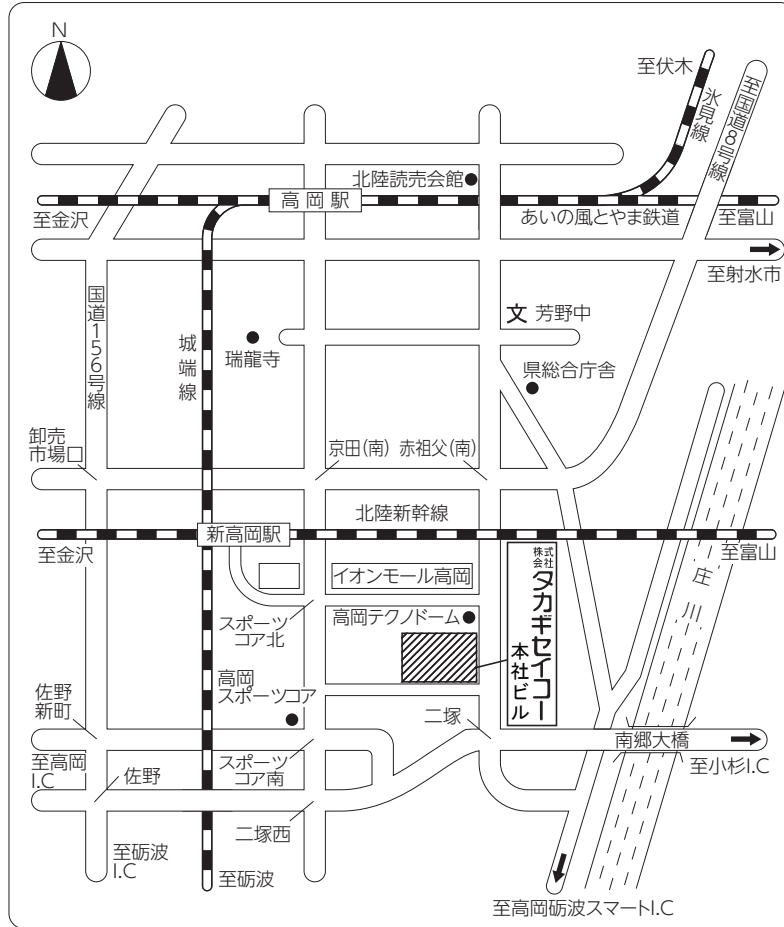 N
至伏木
氷見線
至国道8号線
北陸読売会館
高岡駅
至金沢
あいの風とやま鉄道
至富山
至射水市
国道156号線
城端線
瑞龍寺
文 芳野中
県総合庁舎
卸売
市場口
京田(南)
赤祖父(南)
北陸新幹線
新高岡駅
至金沢
至富山
イオンモール高岡
株式
会社
タカギセイコー
本社ビル
庄川
スポーツ
コア北
高岡テクノドーム
高岡
スポーツコア
佐野
新町
二塚
南郷大橋
至高岡
I.C
佐野
スポーツ
コア南
至小杉I.C
二塚西
至砺波
I.C
至砺波
至高岡砺波スマートI.C